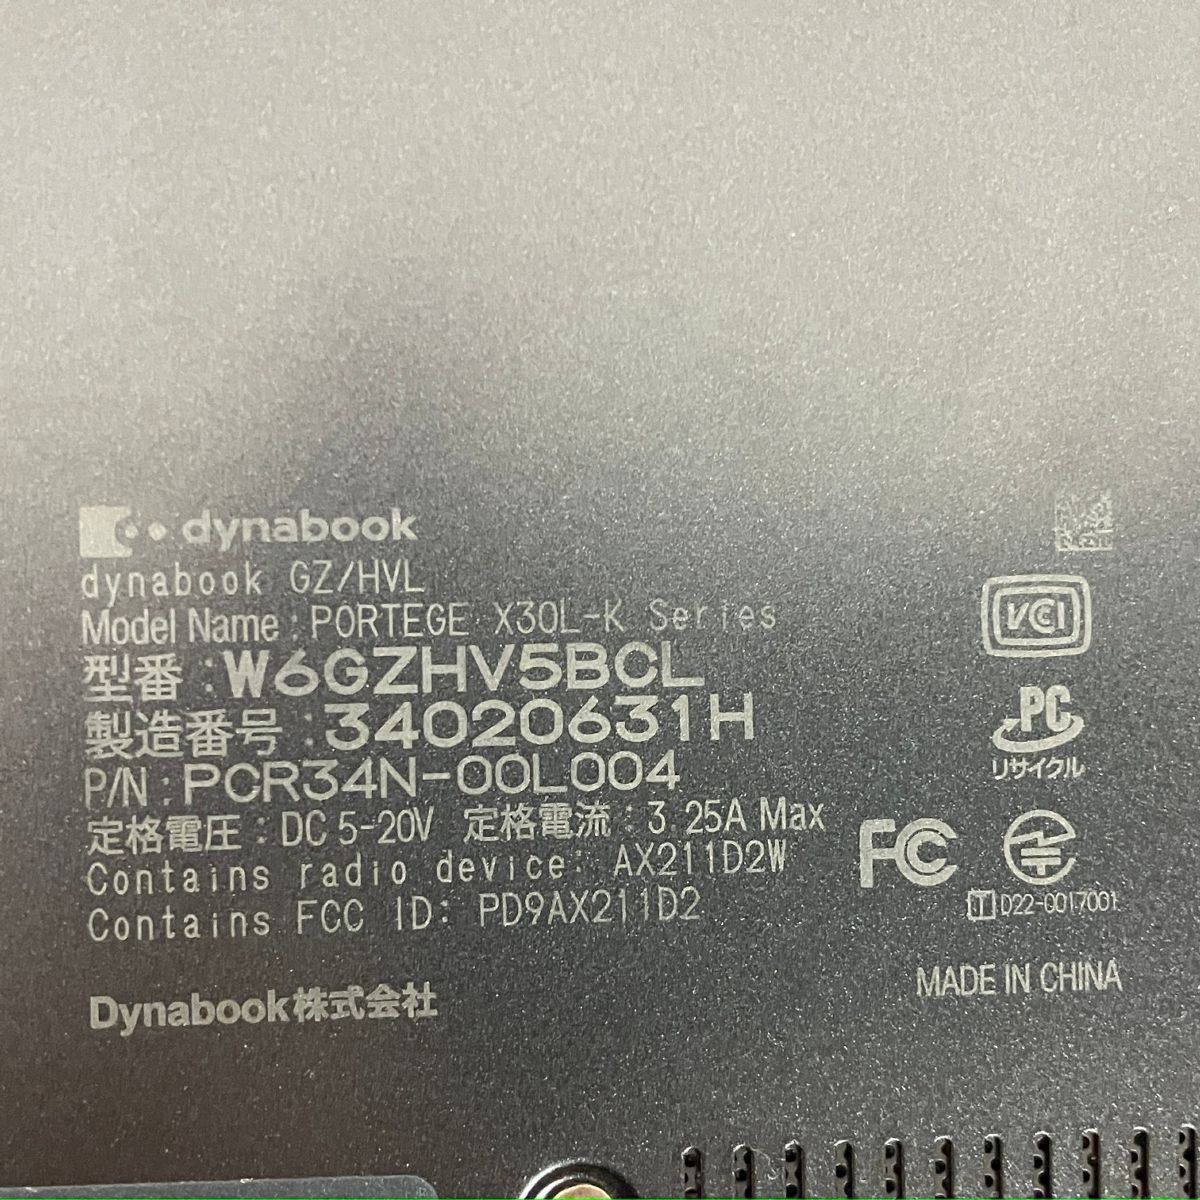 dynabook
dynabook GZ/HVL
Model Name : PORTEGE X30L-K Series
型番 : W6GZHV5BCL
製造番号 : 34020631H
P/N : PCR34N-00L004
定格電圧 : DC 5-20V 定格電流 : 3.25A Max
Contains radio device: AX211D2W
Contains FCC ID: PD9AX211D2
Dynabook株式会社
VCCI
PC
リサイクル
FC
T D22-0017001
MADE IN CHINA